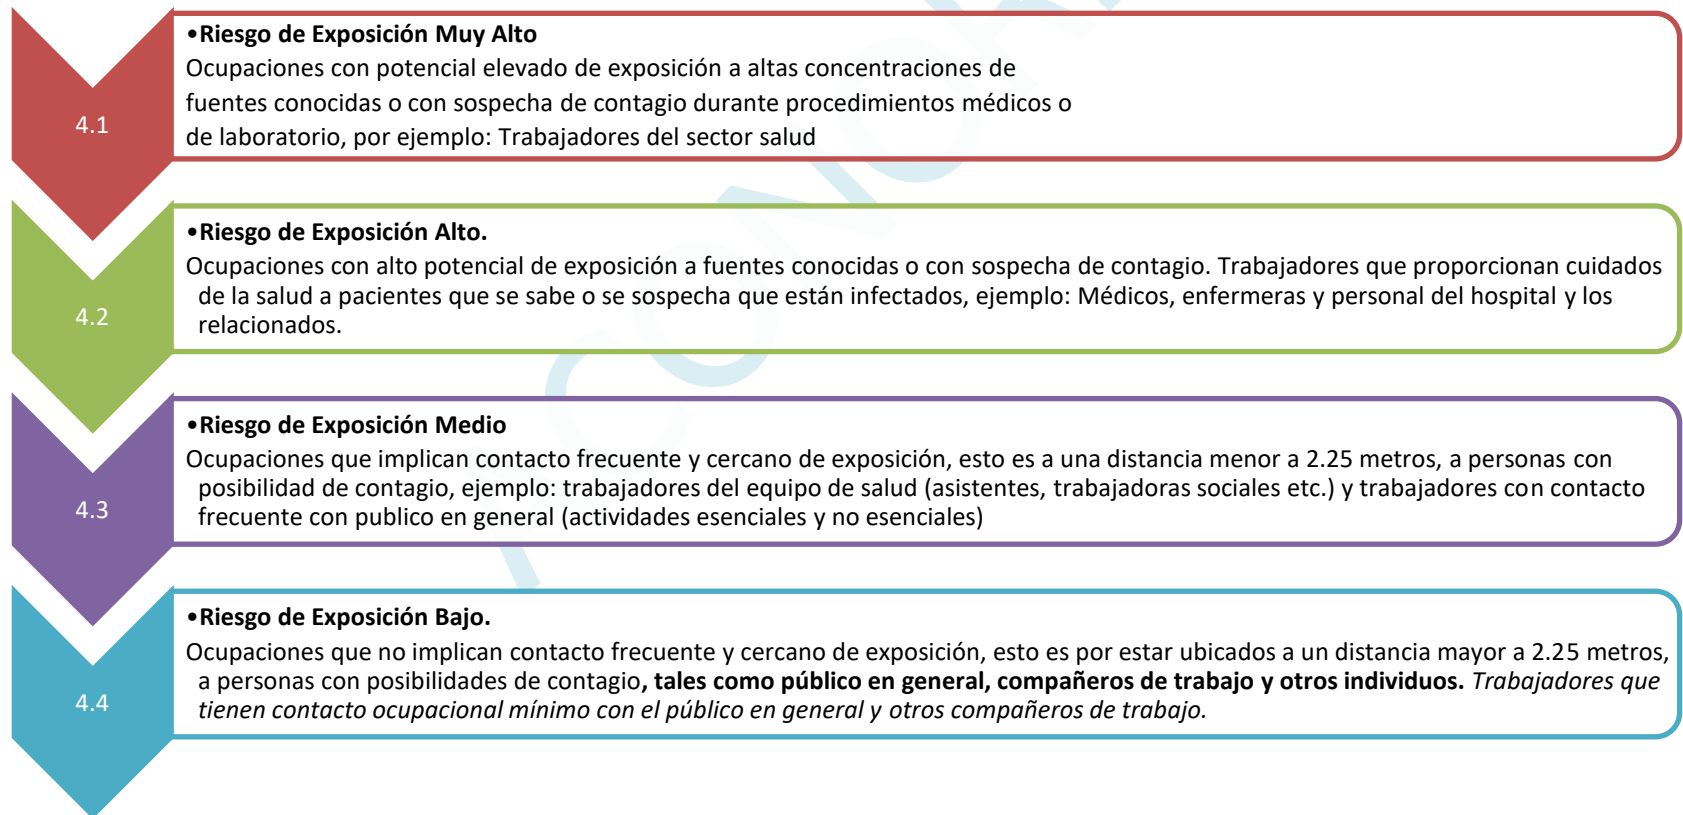 4.1
•Riesgo de Exposición Muy Alto
Ocupaciones con potencial elevado de exposición a altas concentraciones de
fuentes conocidas o con sospecha de contagio durante procedimientos médicos o
de laboratorio, por ejemplo: Trabajadores del sector salud
4.2
•Riesgo de Exposición Alto.
Ocupaciones con alto potencial de exposición a fuentes conocidas o con sospecha de contagio. Trabajadores que proporcionan cuidados
de la salud a pacientes que se sabe o se sospecha que están infectados, ejemplo: Médicos, enfermeras y personal del hospital y los
relacionados.
4.3
•Riesgo de Exposición Medio
Ocupaciones que implican contacto frecuente y cercano de exposición, esto es a una distancia menor a 2.25 metros, a personas con
posibilidad de contagio, ejemplo: trabajadores del equipo de salud (asistentes, trabajadoras sociales etc.) y trabajadores con contacto
frecuente con publico en general (actividades esenciales y no esenciales)
4.4
•Riesgo de Exposición Bajo.
Ocupaciones que no implican contacto frecuente y cercano de exposición, esto es por estar ubicados a un distancia mayor a 2.25 metros,
a personas con posibilidades de contagio, tales como público en general, compañeros de trabajo y otros individuos. Trabajadores que
tienen contacto ocupacional mínimo con el público en general y otros compañeros de trabajo.